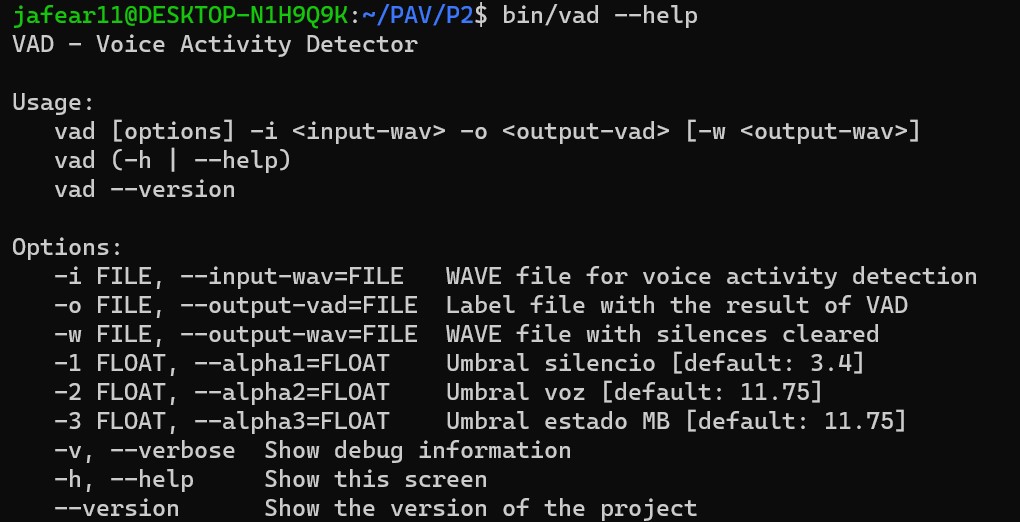 jafear11@DESKTOP-N1H9Q9K:~/PAV/P2$ bin/vad --help
VAD - Voice Activity Detector

Usage:
   vad [options] -i <input-wav> -o <output-vad> [-w <output-wav>]
   vad (-h | --help)
   vad --version

Options:
   -i FILE, --input-wav=FILE   WAVE file for voice activity detection
   -o FILE, --output-vad=FILE  Label file with the result of VAD
   -w FILE, --output-wav=FILE  WAVE file with silences cleared
   -1 FLOAT, --alpha1=FLOAT    Umbral silencio [default: 3.4]
   -2 FLOAT, --alpha2=FLOAT    Umbral voz [default: 11.75]
   -3 FLOAT, --alpha3=FLOAT    Umbral estado MB [default: 11.75]
   -v, --verbose  Show debug information
   -h, --help     Show this screen
   --version      Show the version of the project